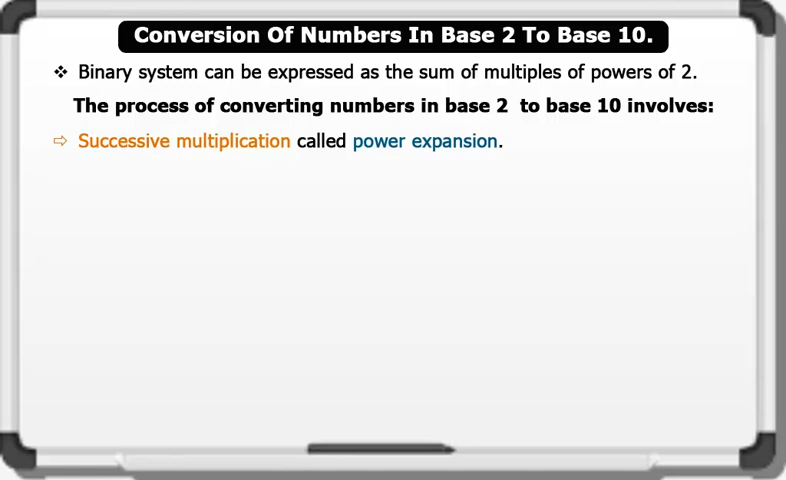 Conversion Of Numbers In Base 2 To Base 10.
❖ Binary system can be expressed as the sum of multiples of powers of 2.
The process of converting numbers in base 2 to base 10 involves:
⇨ Successive multiplication called power expansion.